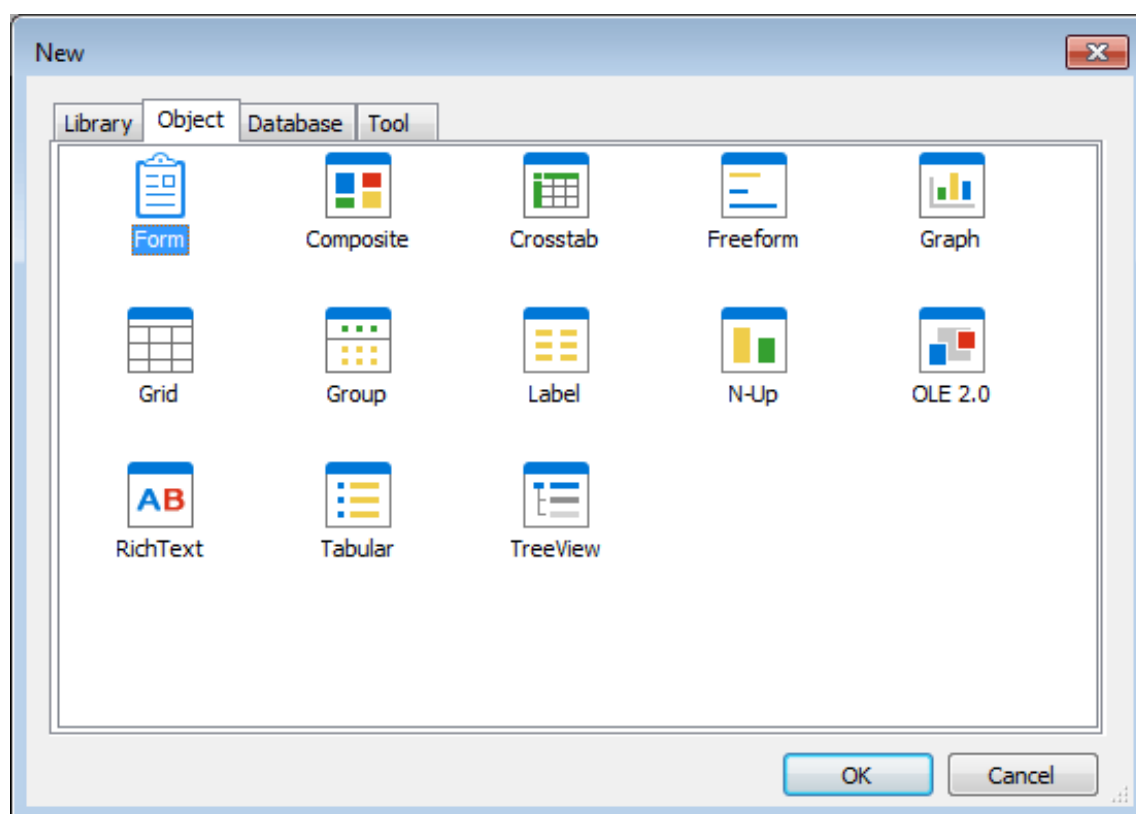 New
Library Object Database Tool
Form Composite Crosstab Freeform Graph
Grid Group Label N-Up OLE 2.0
AB
RichText Tabular TreeView
OK Cancel